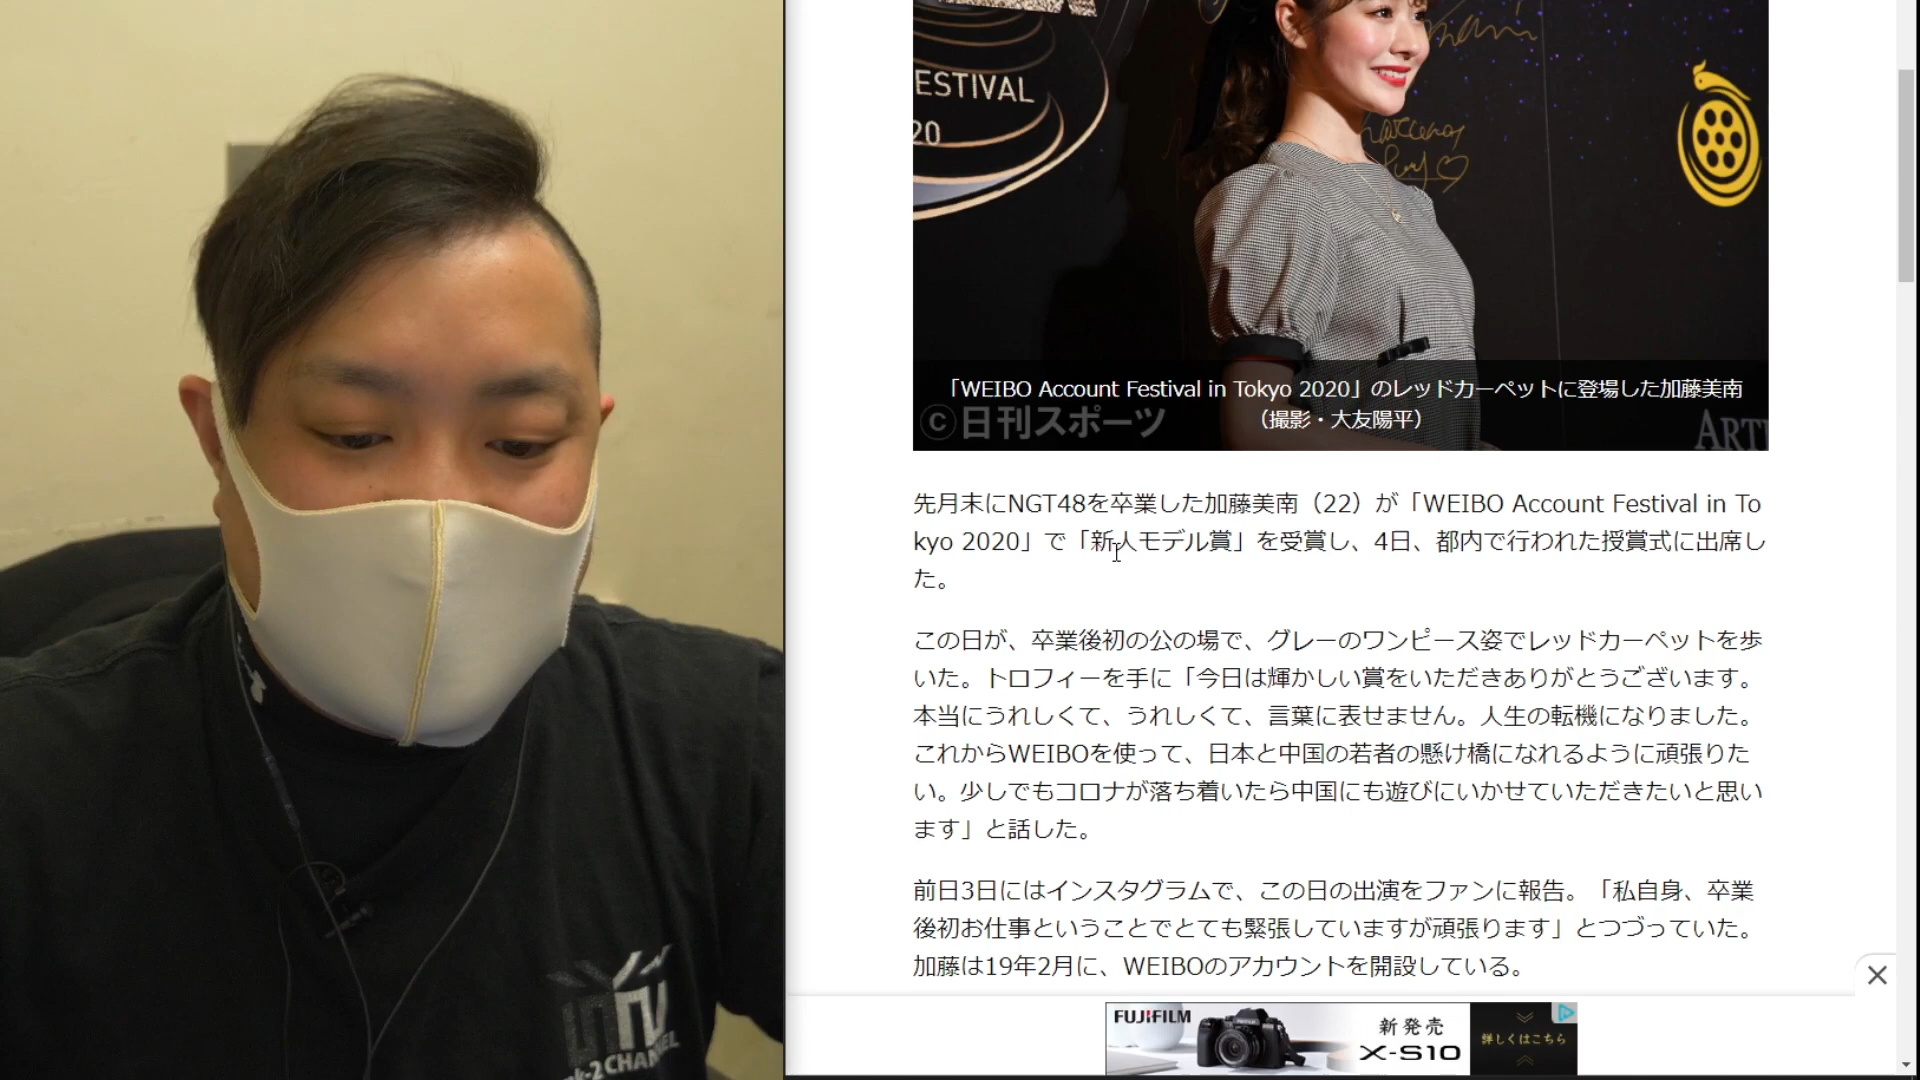 ESTIVAL
20
「WEIBO Account Festival in Tokyo 2020」のレッドカーペットに登場した加藤美南
（撮影・大友陽平）
©日刊スポーツ
先月末にNGT48を卒業した加藤美南（22）が「WEIBO Account Festival in To
kyo 2020」で「新人モデル賞」を受賞し、4日、都内で行われた授賞式に出席し
た。
この日が、卒業後初の公の場で、グレーのワンピース姿でレッドカーペットを歩
いた。トロフィーを手に「今日は輝かしい賞をいただきありがとうございます。
本当にうれしくて、うれしくて、言葉に表せません。人生の転機になりました。
これからWEIBOを使って、日本と中国の若者の懸け橋になれるように頑張りた
い。少しでもコロナが落ち着いたら中国にも遊びにいかせていただきたいと思い
ます」と話した。
前日3日にはインスタグラムで、この日の出演をファンに報告。「私自身、卒業
後初お仕事ということでとても緊張していますが頑張ります」とつづっていた。
加藤は19年2月に、WEIBOのアカウントを開設している。
FUJIFILM
新発売
X-S10
詳しくはこちら